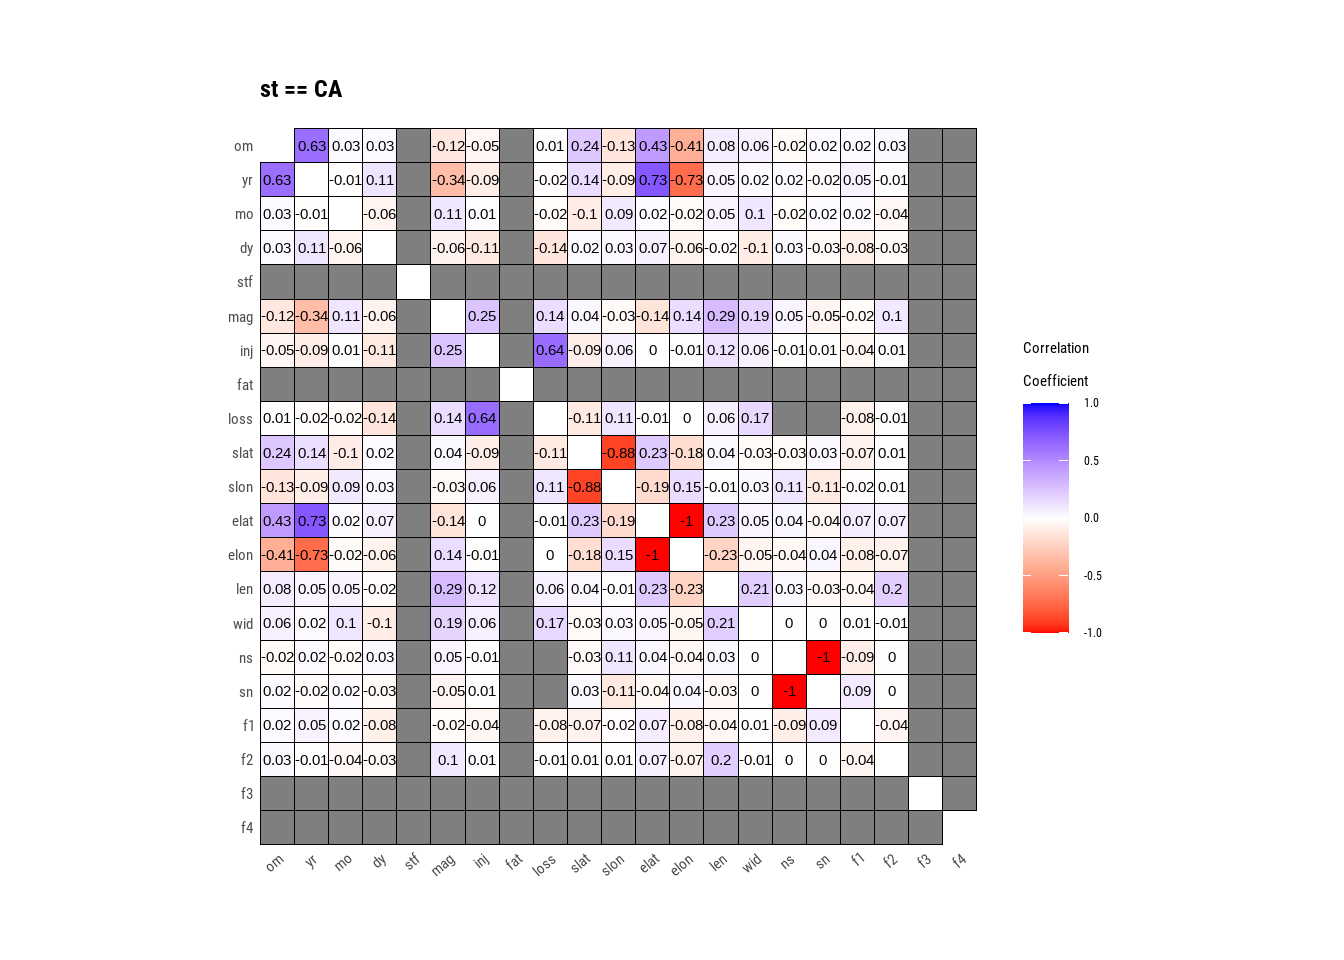 st == CA
om 0.63 0.03 0.03 -0.12 -0.05 0.01 0.24 -0.13 0.43 -0.41 0.08 0.06 -0.02 0.02 0.02 0.03
yr 0.63 -0.01 0.11 -0.34 -0.09 -0.02 0.14 -0.09 0.73 -0.73 0.05 0.02 0.02 -0.02 0.05 -0.01
mo 0.03 -0.01 -0.06 0.11 0.01 -0.02 -0.1 0.09 0.02 -0.02 0.05 0.1 -0.02 0.02 0.02 -0.04
dy 0.03 0.11 -0.06 -0.06 -0.11 -0.14 0.02 0.03 0.07 -0.06 -0.02 -0.1 0.03 -0.03 -0.08 -0.03
stf
mag -0.12 -0.34 0.11 -0.06 0.25 0.14 0.04 -0.03 -0.14 0.14 0.29 0.19 0.05 -0.05 -0.02 0.1
inj -0.05 -0.09 0.01 -0.11 0.25 0.64 -0.09 0.06 0 -0.01 0.12 0.06 -0.01 0.01 -0.04 0.01
fat
loss 0.01 -0.02 -0.02 -0.14 0.14 0.64 -0.11 0.11 -0.01 0 0.06 0.17 -0.08 -0.01
slat 0.24 0.14 -0.1 0.02 0.04 -0.09 -0.11 -0.88 0.23 -0.18 0.04 -0.03 -0.03 0.03 -0.07 0.01
slon -0.13 -0.09 0.09 0.03 -0.03 0.06 0.11 -0.88 -0.19 0.15 -0.01 0.03 0.11 -0.11 -0.02 0.01
elat 0.43 0.73 0.02 0.07 -0.14 0 -0.01 0.23 -0.19 -1 0.23 0.05 0.04 -0.04 0.07 0.07
elon -0.41 -0.73 -0.02 -0.06 0.14 -0.01 0 -0.18 0.15 -1 -0.23 -0.05 -0.04 0.04 -0.08 -0.07
len 0.08 0.05 0.05 -0.02 0.29 0.12 0.06 0.04 -0.01 0.23 -0.23 0.21 0.03 -0.03 -0.04 0.2
wid 0.06 0.02 0.1 -0.1 0.19 0.06 0.17 -0.03 0.03 0.05 -0.05 0.21 0 0 0.01 -0.01
ns -0.02 0.02 -0.02 0.03 0.05 -0.01 -0.03 0.11 0.04 -0.04 0.03 0 -1 -0.09 0
sn 0.02 -0.02 0.02 -0.03 -0.05 0.01 0.03 -0.11 -0.04 0.04 -0.03 0 -1 0.09 0
f1 0.02 0.05 0.02 -0.08 -0.02 -0.04 -0.08 -0.07 -0.02 0.07 -0.08 -0.04 0.01 -0.09 0.09 -0.04
f2 0.03 -0.01 -0.04 -0.03 0.1 0.01 -0.01 0.01 0.01 0.07 -0.07 0.2 -0.01 0 0 -0.04
f3
f4
om yr mo dy stf mag inj fat loss slat slon elat elon len wid ns sn f1 f2 f3 f4
Correlation
Coefficient
1.0
0.5
0.0
-0.5
-1.0